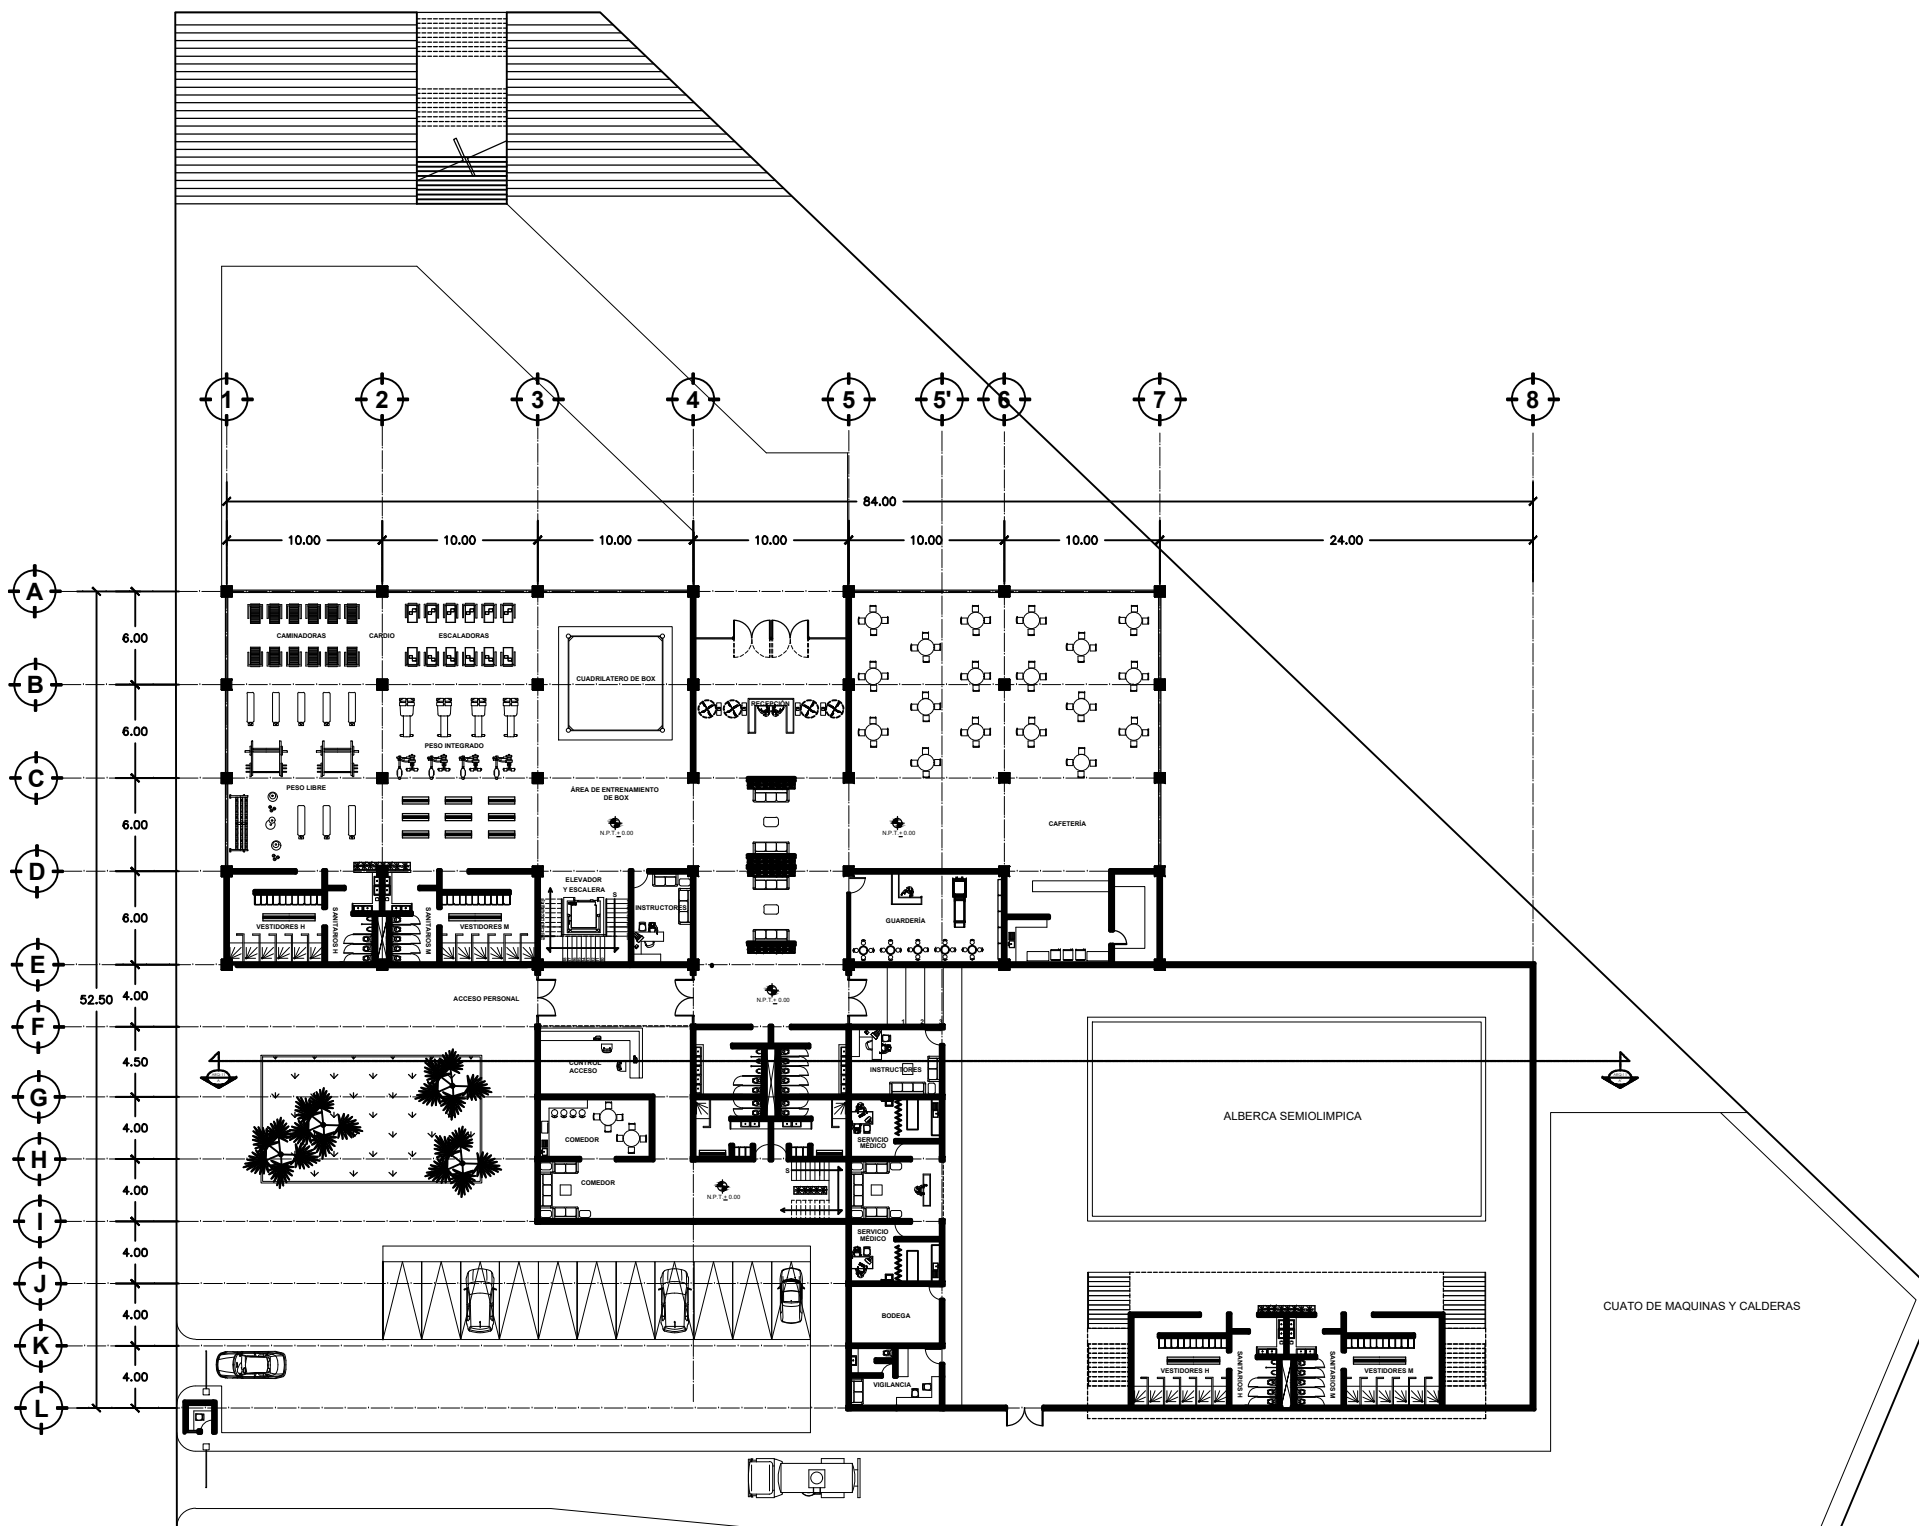 1
2
3
4
5
5'
6
7
8
84.00
10.00
10.00
10.00
10.00
10.00
10.00
24.00
A
B
C
D
E
F
G
H
I
J
K
L
52.50
6.00
6.00
6.00
6.00
4.00
4.50
4.00
4.00
4.00
4.00
4.00
CAMINADORAS
CARDIO
ESCALADORAS
CUADRILATERO DE BOX
RECEPCIÓN
PESO INTEGRADO
PESO LIBRE
ÁREA DE ENTRENAMIENTO
DE BOX
N.P.T.± 0.00
N.P.T.± 0.00
CAFETERÍA
ELEVADOR
Y ESCALERA
S
INSTRUCTORES
VESTIDORES H
SANITARIOS H
SANITARIOS M
VESTIDORES M
GUARDERÍA
ACCESO PERSONAL
N.P.T.± 0.00
CONTROL
ACCESO
INSTRUCTORES
COMEDOR
SERVICIO
MÉDICO
ALBERCA SEMIOLIMPICA
COMEDOR
N.P.T.± 0.00
S
SERVICIO
MÉDICO
BODEGA
VIGILANCIA
CUATO DE MAQUINAS Y CALDERAS
VESTIDORES H
SANITARIOS H
SANITARIOS M
VESTIDORES M